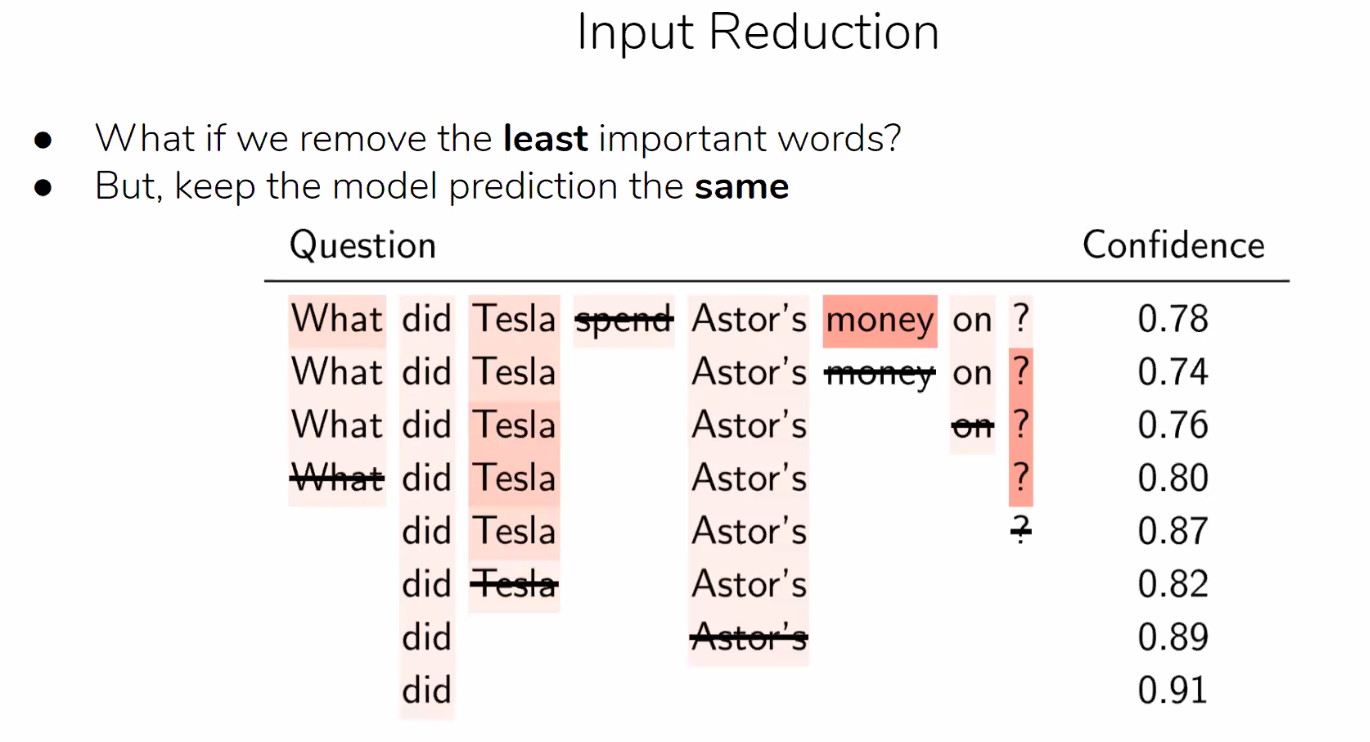 Input Reduction
● What if we remove the least important words?
● But, keep the model prediction the same
Question Confidence
What did Tesla spend Astor's money on ? 0.78
What did Tesla Astor's money on ? 0.74
What did Tesla Astor's on ? 0.76
What did Tesla Astor's ? 0.80
did Tesla Astor's ? 0.87
did Tesla Astor's 0.82
did Astor's 0.89
did 0.91